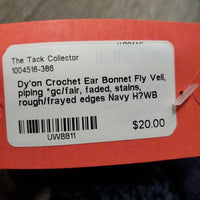 The Tack Collector
1004516-386
Dy'on Crochet Ear Bonnet Fly Veil,
piping *gc/fair, faded, stains,
rough/frayed edges Navy H?WB
$20.00
UWBB11